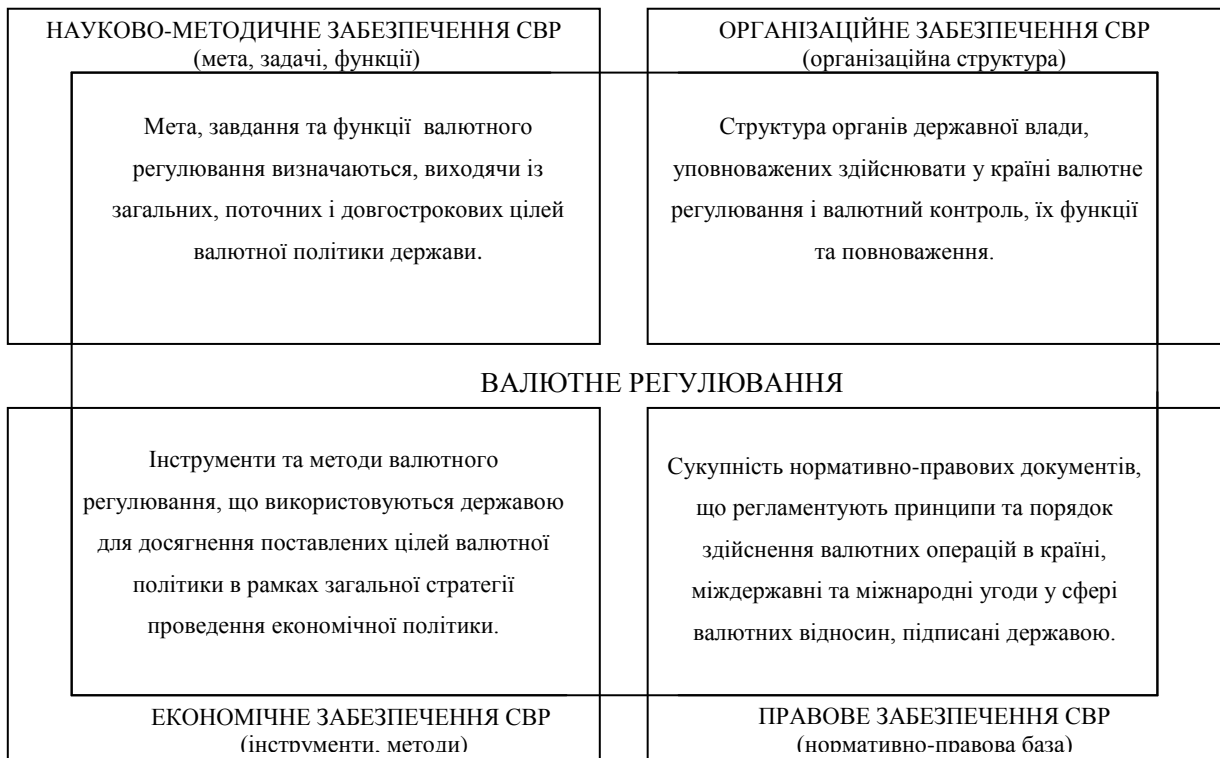 НАУКОВО-МЕТОДИЧНЕ ЗАБЕЗПЕЧЕННЯ СВР
(мета, задачі, функції)
Мета, завдання та функції валютного
регулювання визначаються, виходячи із
загальних, поточних і довгострокових цілей
валютної політики держави.
ОРГАНІЗАЦІЙНЕ ЗАБЕЗПЕЧЕННЯ СВР
(організаційна структура)
Структура органів державної влади,
уповноважених здійснювати у країні валютне
регулювання і валютний контроль, їх функції
та повноваження.
ВАЛЮТНЕ РЕГУЛЮВАННЯ
Інструменти та методи валютного
регулювання, що використовуються державою
для досягнення поставлених цілей валютної
політики в рамках загальної стратегії
проведення економічної політики.
ЕКОНОМІЧНЕ ЗАБЕЗПЕЧЕННЯ СВР
(інструменти, методи)
Сукупність нормативно-правових документів,
що регламентують принципи та порядок
здійснення валютних операцій в країні,
міждержавні та міжнародні угоди у сфері
валютних відносин, підписані державою.
ПРАВОВЕ ЗАБЕЗПЕЧЕННЯ СВР
(нормативно-правова база)